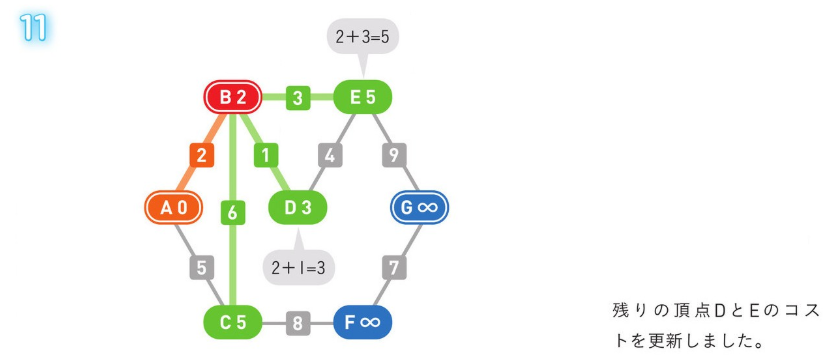 11
2+3=5
B 2
3
E 5
2
1
4
9
A 0
6
D 3
G ∞
5
2+1=3
7
C 5
8
F ∞
残りの頂点DとEのコス
トを更新しました。